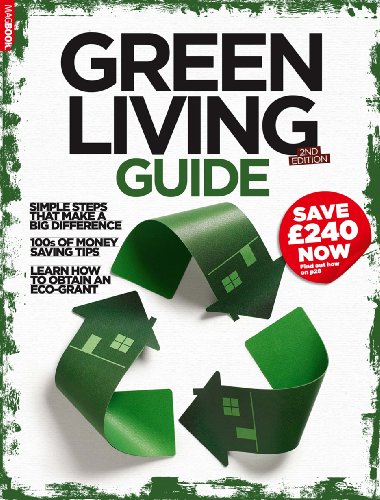 THE
MAGBOOK
GREEN
LIVING
2ND
EDITION
GUIDE
SIMPLE STEPS
THAT MAKE A
BIG DIFFERENCE
100s OF MONEY
SAVING TIPS
LEARN HOW
TO OBTAIN AN
ECO-GRANT
SAVE
£240
NOW
Find out how
on p28